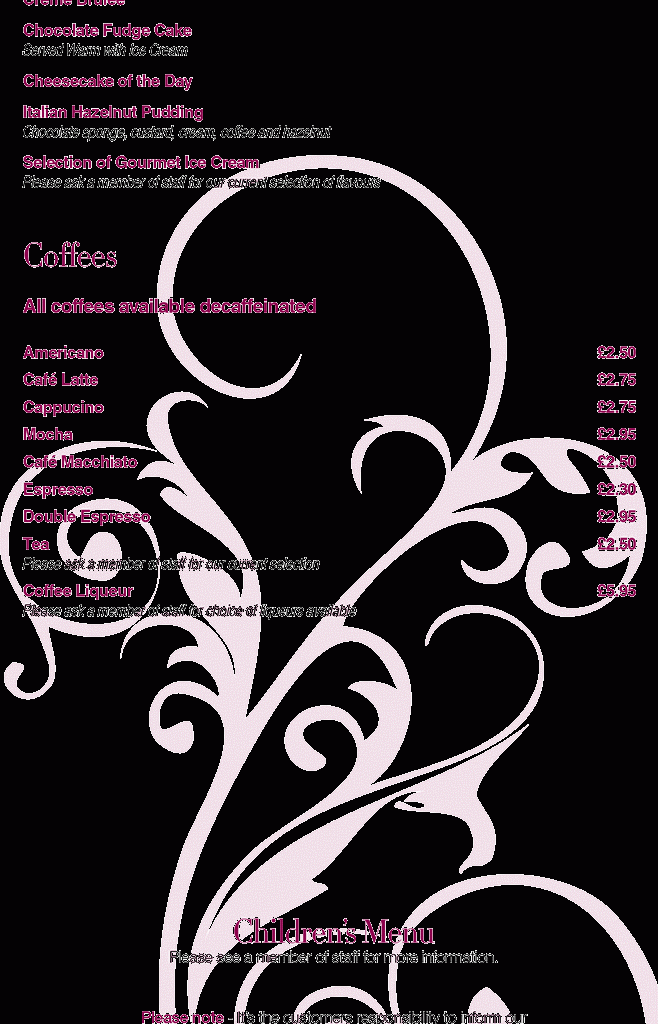 Crème Brûlée
Chocolate Fudge Cake
Served Warm with Ice Cream
Cheesecake of the Day
Italian Hazelnut Pudding
Chocolate sponge, custard, cream, coffee and hazelnut
Selection of Gourmet Ice Cream
Please ask a member of staff for our current selection of flavours
Coffees
All coffees available decaffeinated
Americano £2.50
Café Latte £2.75
Cappucino £2.75
Mocha £2.95
Café Macchiato £2.50
Espresso £2.30
Double Espresso £2.95
Tea £2.50
Please ask a member of staff for our current selection
Coffee Liqueur £5.95
Please ask a member of staff for choice of liqueurs available
Children's Menu
Please see a member of staff for more information.
Please note - It's the customers responsibility to inform our